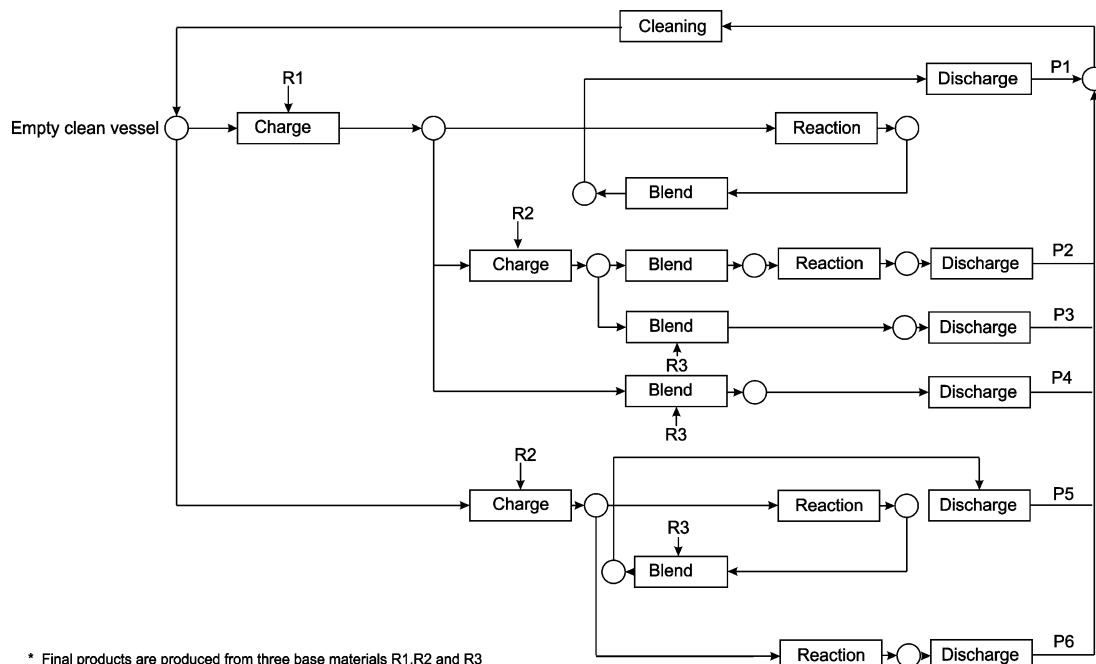 Cleaning
P1
Discharge
R1
Empty clean vessel
Charge
Reaction
Blend
R2
P2
Charge
Blend
Reaction
Discharge
P3
Blend
Discharge
R3
P4
Blend
Discharge
R3
R2
P5
Charge
Reaction
Discharge
R3
Blend
P6
Reaction
Discharge
* Final products are produced from three base materials R1,R2 and R3